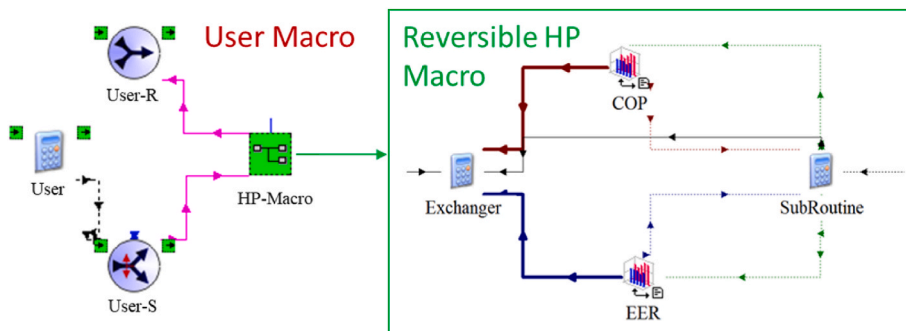 User Macro
Reversible HP
Macro
User-R
COP
User
HP-Macro
Exchanger
SubRoutine
User-S
EER